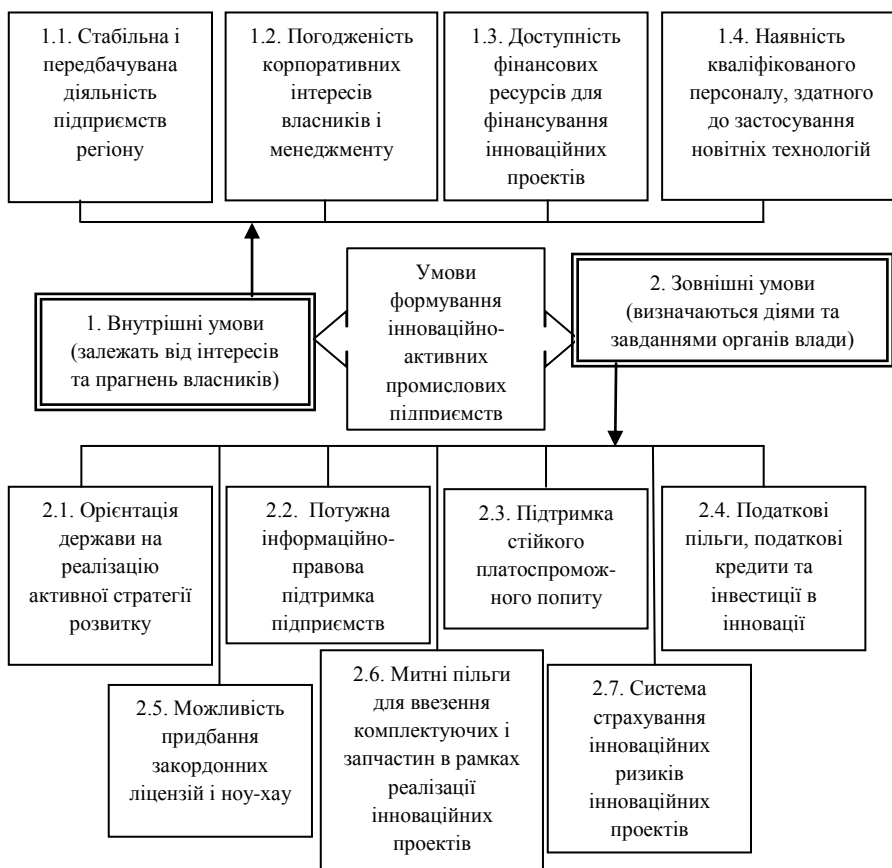 1.1. Стабільна і
передбачувана
діяльність
підприємств
регіону
1.2. Погодженість
корпоративних
інтересів
власників і
менеджменту
1.3. Доступність
фінансових
ресурсів для
фінансування
інноваційних
проектів
1.4. Наявність
кваліфікованого
персоналу, здатного
до застосування
новітніх технологій
1. Внутрішні умови
(залежать від інтересів
та прагнень власників)
Умови
формування
інноваційно-
активних
промислових
підприємств
2. Зовнішні умови
(визначаються діями та
завданнями органів влади)
2.1. Орієнтація
держави на
реалізацію
активної стратегії
розвитку
2.2. Потужна
інформаційно-
правова
підтримка
підприємств
2.3. Підтримка
стійкого
платоспромож-
ного попиту
2.4. Податкові
пільги, податкові
кредити та
інвестиції в
інновації
2.5. Можливість
придбання
закордонних
ліцензій і ноу-хау
2.6. Митні пільги
для ввезення
комплектуючих і
запчастин в рамках
реалізації
інноваційних
проектів
2.7. Система
страхування
інноваційних
ризиків
інноваційних
проектів